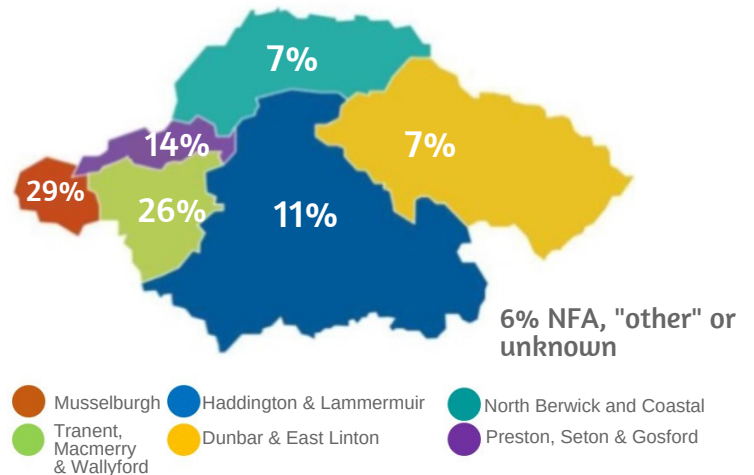 7%
14%
7%
29%
26%
11%
6% NFA, "other" or
unknown
Musselburgh
Haddington & Lammermuir
North Berwick and Coastal
Tranent,
Macmerry
& Wallyford
Dunbar & East Linton
Preston, Seton & Gosford